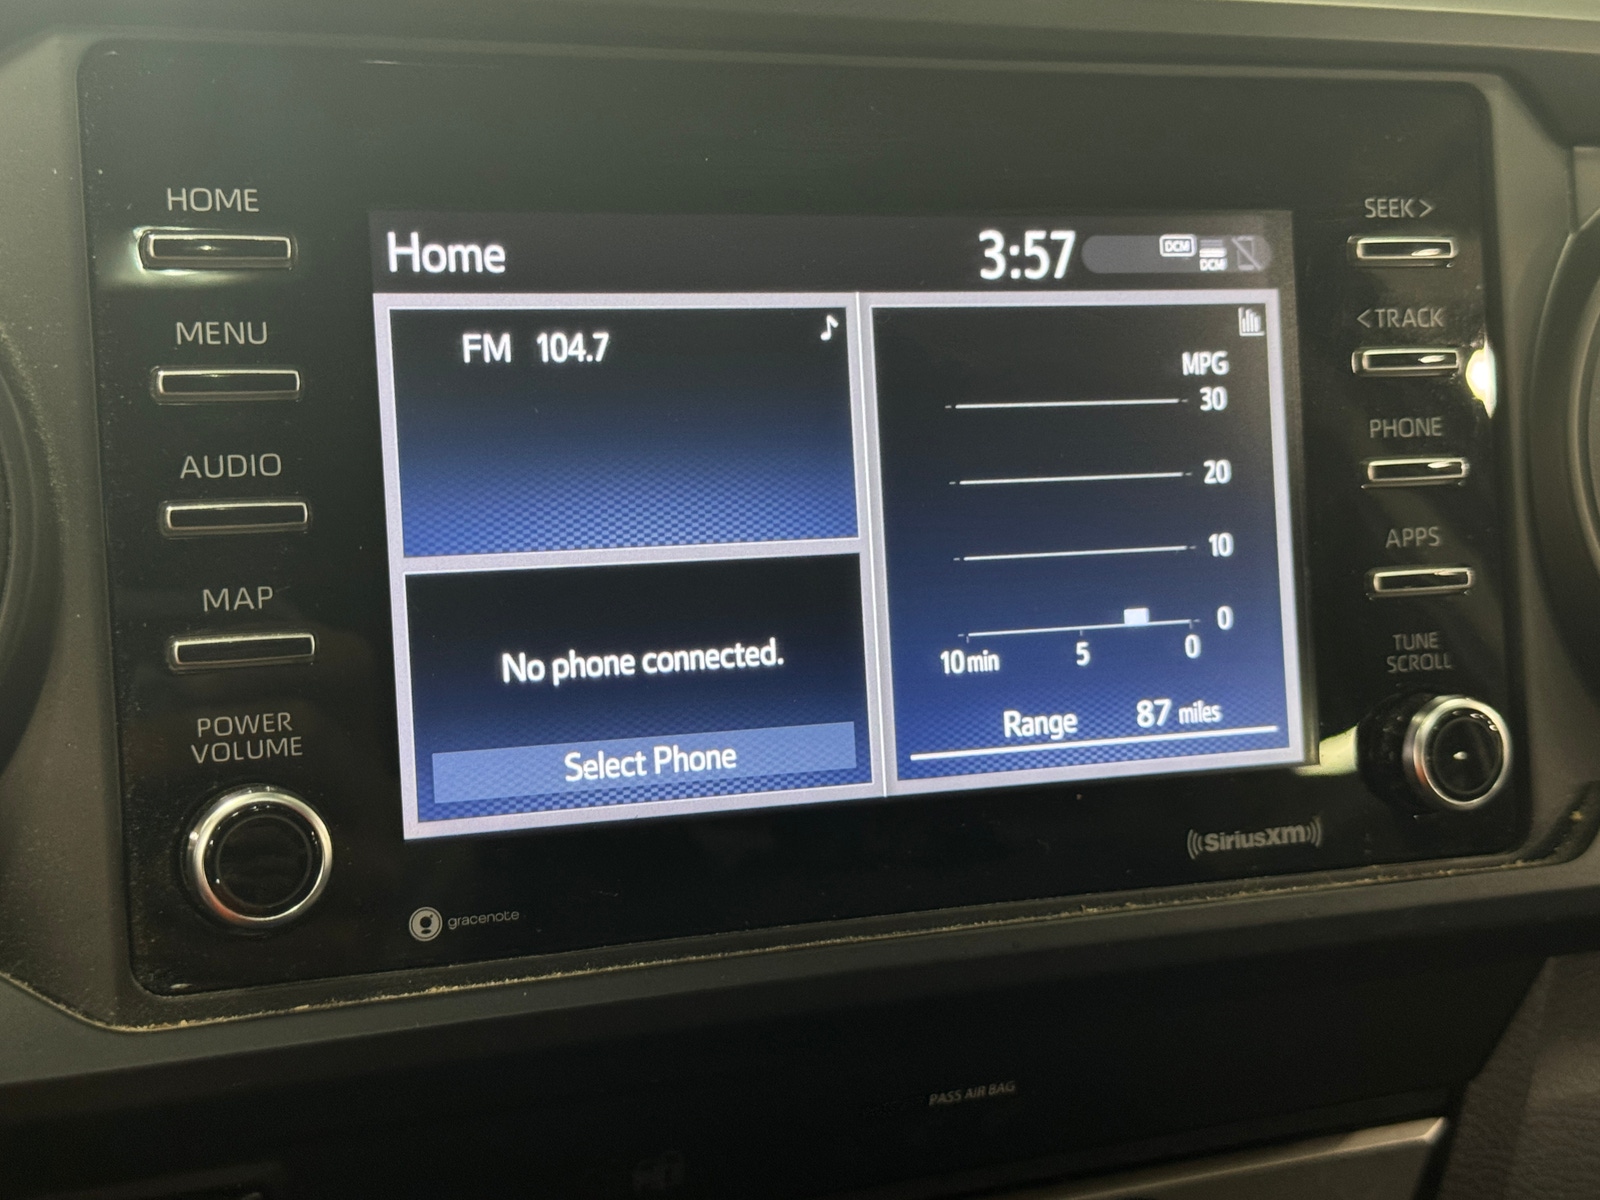 HOME
MENU
AUDIO
MAP
POWER
VOLUME
Home
3:57
DCM
DCM
FM 104.7
No phone connected.
Select Phone
MPG
30
20
10
0
10min 5 0
Range 87 miles
SEEK >
< TRACK
PHONE
APPS
TUNE
SCROLL
gracenote
SiriusXM
PASS AIR BAG